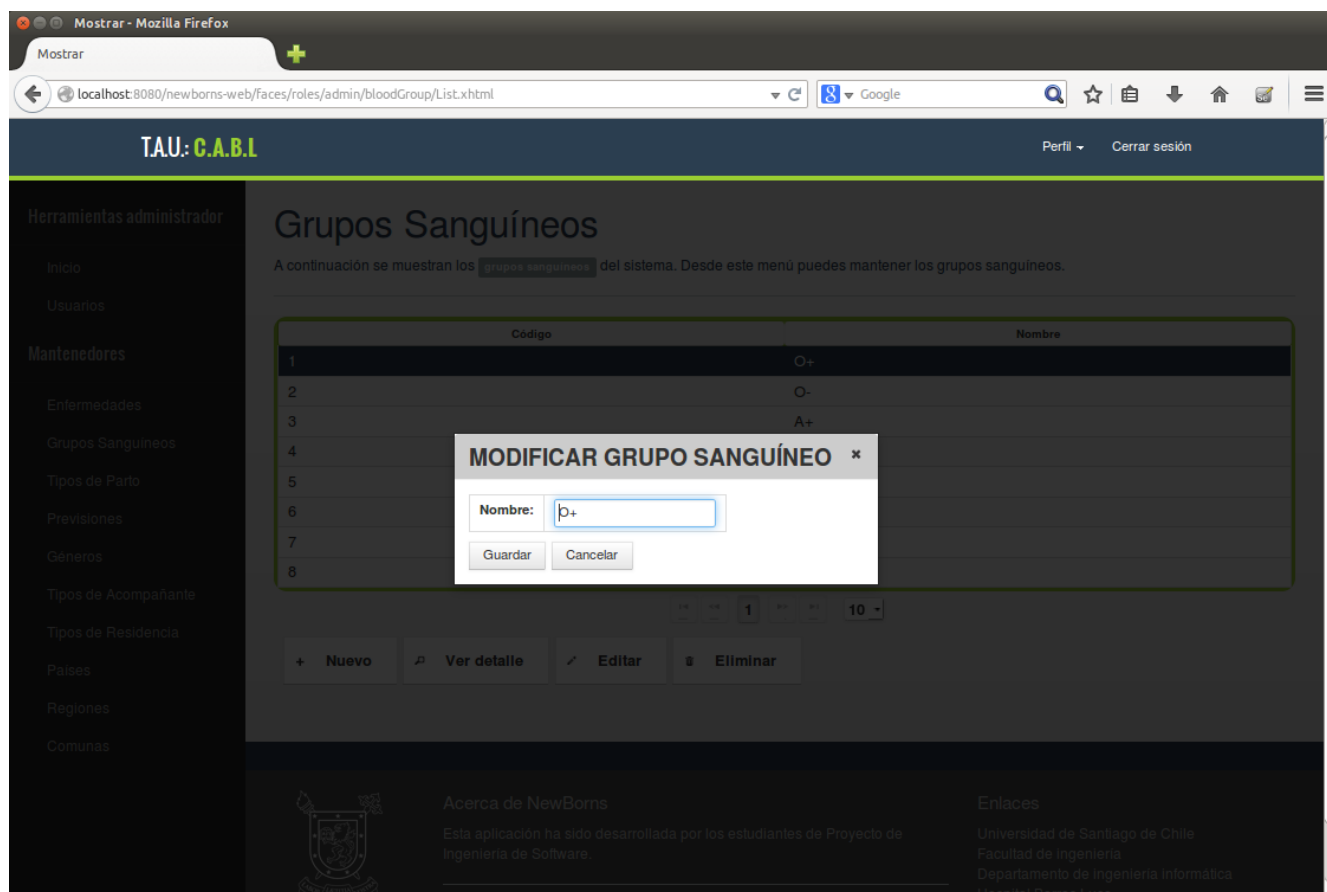 Mostrar - Mozilla Firefox
Mostrar
localhost:8080/newborns-web/faces/roles/admin/bloodGroup/List.xhtml
Google
T.A.U.: C.A.B.L
Perfil
Cerrar sesión
Herramientas administrador
Inicio
Usuarios
Mantenedores
Enfermedades
Grupos Sanguíneos
Tipos de Parto
Previsiones
Géneros
Tipos de Acompañante
Tipos de Residencia
Paises
Regiones
Comunas
Grupos Sanguíneos
A continuación se muestran los grupos sanguíneos del sistema. Desde este menú puedes mantener los grupos sanguíneos.
Código Nombre
1 O+
2 O-
3 A+
4
5
6
7
8
MODIFICAR GRUPO SANGUÍNEO
Nombre: O+
Guardar Cancelar
1 10
+ Nuevo Ver detalle Editar Eliminar
Acerca de NewBorns
Esta aplicación ha sido desarrollada por los estudiantes de Proyecto de
Ingeniería de Software.
Enlaces
Universidad de Santiago de Chile
Facultad de Ingeniería
Departamento de Ingeniería Informática